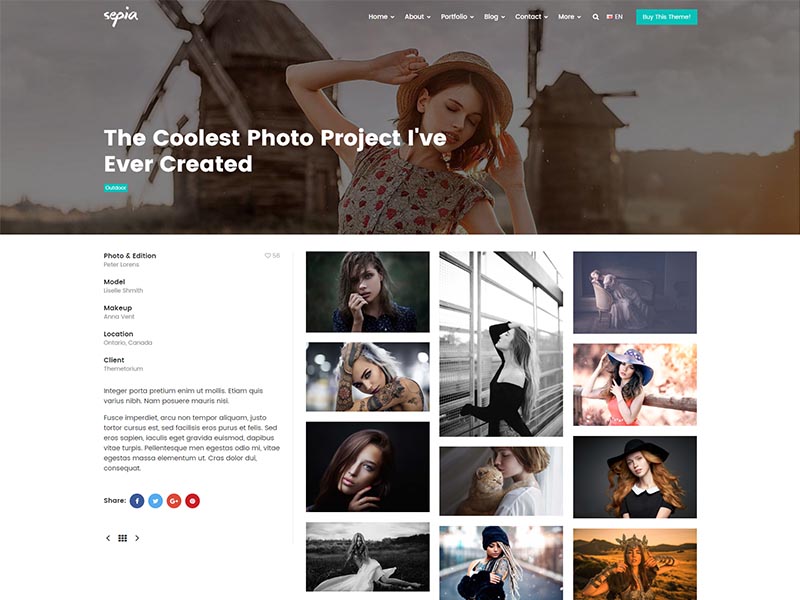 sepia
Home About Portfolio Blog Contact More EN Buy This Theme!
The Coolest Photo Project I've
Ever Created
Outdoor
Photo & Edition
58
Peter Lorens
Model
Liselle Shmith
Makeup
Anna Vent
Location
Ontario, Canada
Client
Themetorium
Integer porta pretium enim ut mollis. Etiam quis
varius nibh. Nam posuere mauris nisi.
Fusce imperdiet, arcu non tempor aliquam, justo
tortor cursus est, sed facilisis eros purus et felis. Sed
eros sapien, iaculis eget gravida euismod, dapibus
vitae turpis. Pellentesque men egestas odio mi, vitae
egestas massa elementum ut. Cras dolor dui,
consequat.
Share: